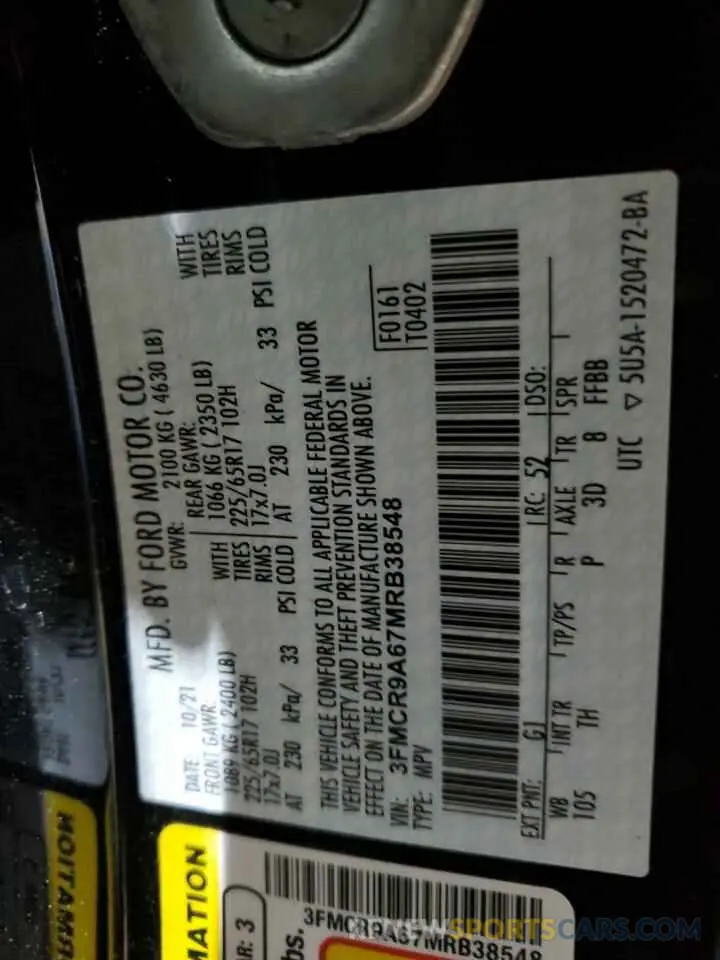 MFD. BY FORD MOTOR CO.
DATE: 10/21
GVWR: 2100 KG ( 4630 LB)
FRONT GAWR:
REAR GAWR:
1089 KG ( 2400 LB)
WITH
1066 KG ( 2350 LB)
WITH
225/65R17 102H
TIRES
225/65R17 102H
TIRES
17x7.0J
RIMS
17x7.0J
RIMS
AT 230 kPa/ 33 PSI COLD
AT 230 kPa/ 33 PSI COLD
THIS VEHICLE CONFORMS TO ALL APPLICABLE FEDERAL MOTOR
VEHICLE SAFETY AND THEFT PREVENTION STANDARDS IN
EFFECT ON THE DATE OF MANUFACTURE SHOWN ABOVE.
VIN: 3FMCR9A67MRB38548
TYPE: MPV
F0161
T0402
EXT PNT: G1 RC: 52 DSO:
WB INT TR TP/PS R AXLE TR SPR
105 TH P 3D 8 FFBB
UTC ▽ 5U5A-1520472-BA
MATION
AR: 3
bs.
3FMCR9A67MRB38548
NEWSPORTSCARS.COM